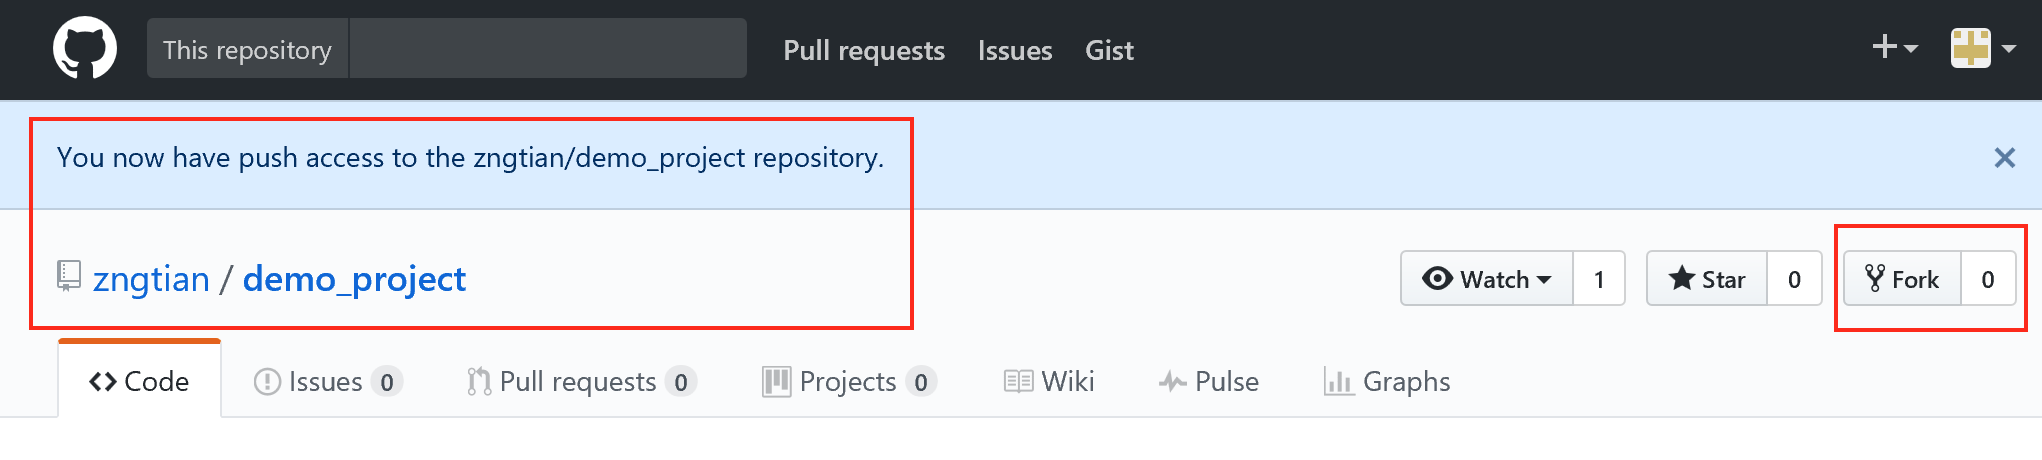 This repository Pull requests Issues Gist
You now have push access to the zngtian/demo_project repository.
zngtian / demo_project Watch 1 Star 0 Fork 0
Code Issues 0 Pull requests 0 Projects 0 Wiki Pulse Graphs